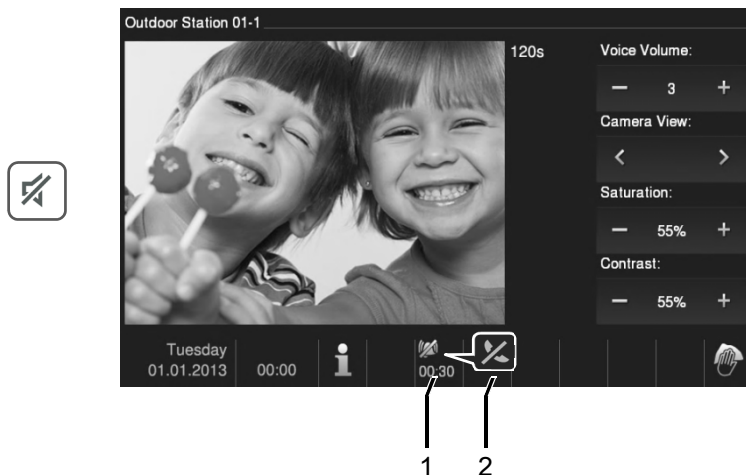 Outdoor Station 01-1
120s
Voice Volume:
− 3 +
Camera View:
< >
Saturation:
− 55% +
Contrast:
− 55% +
Tuesday
01.01.2013
00:00
i
00:30
1 2